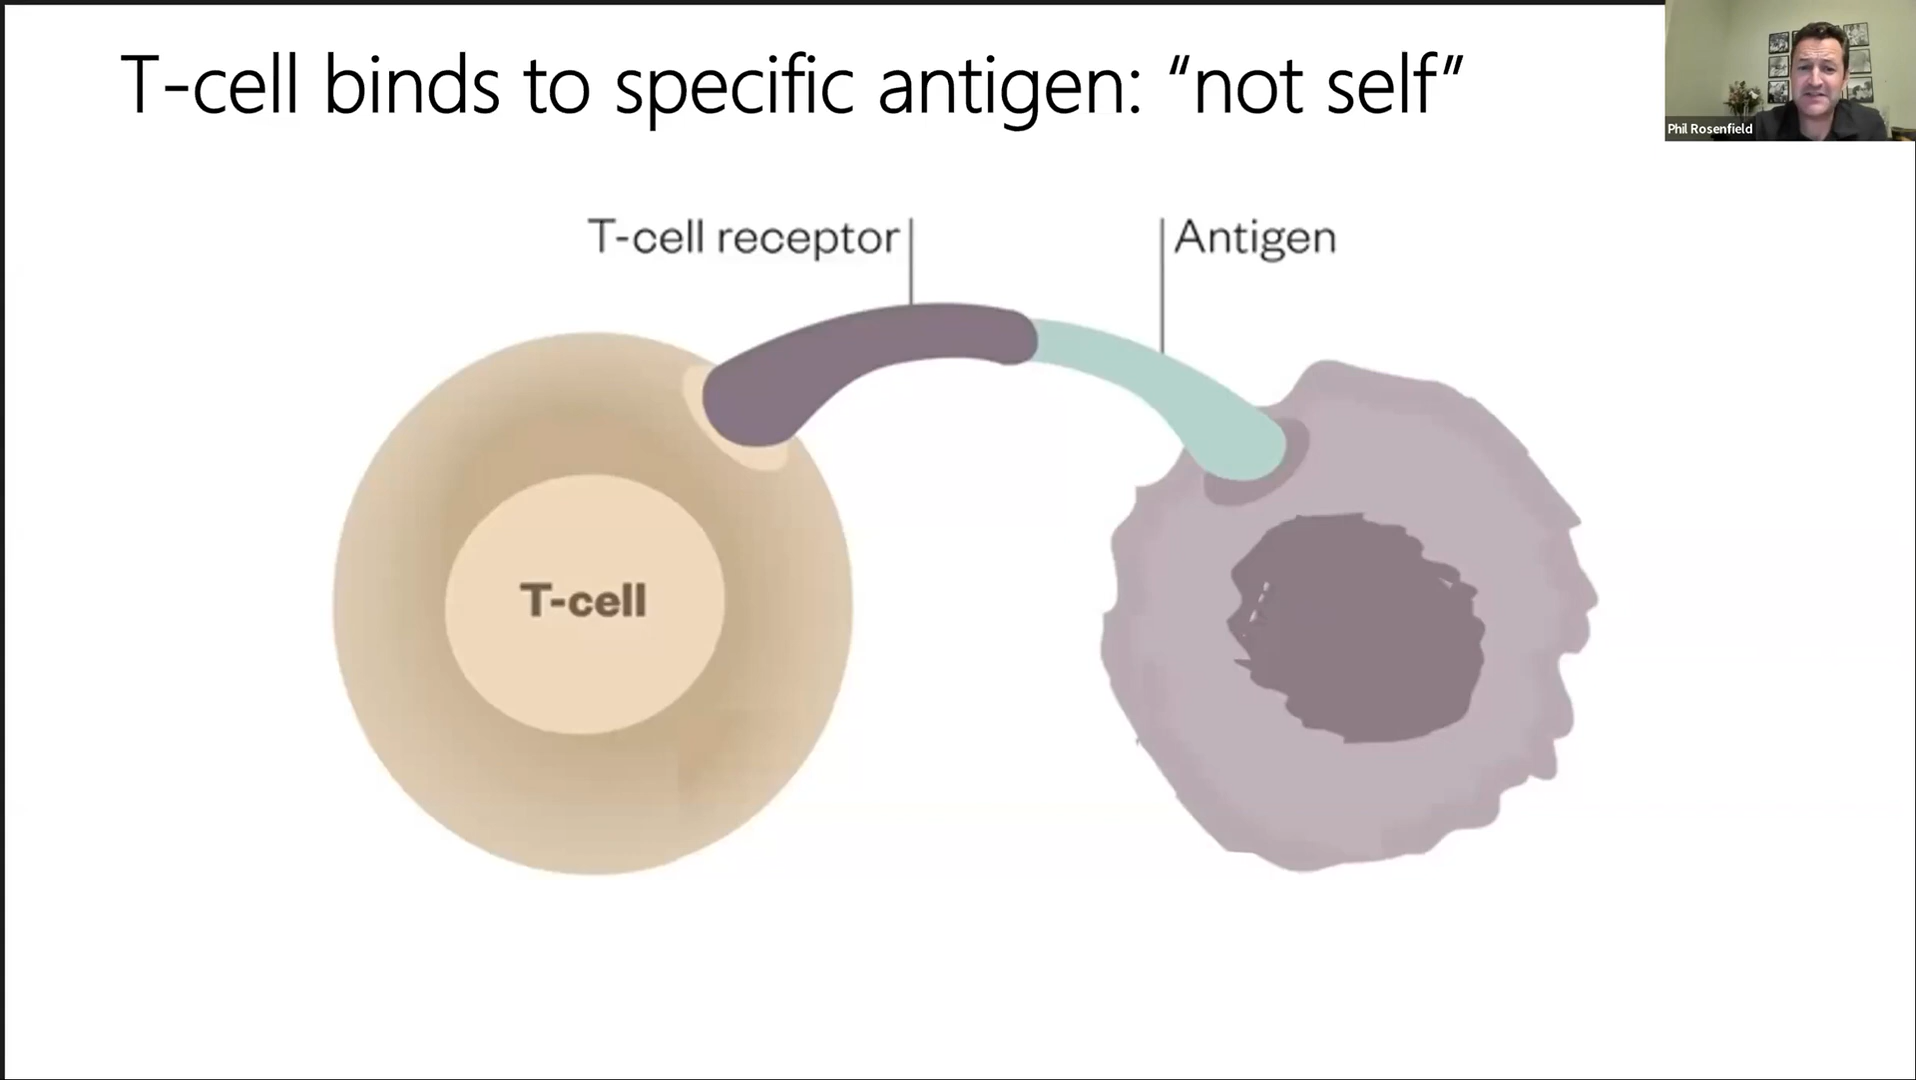 T-cell binds to specific antigen: “not self”
Phil Rosenfield
T-cell receptor
Antigen
T-cell